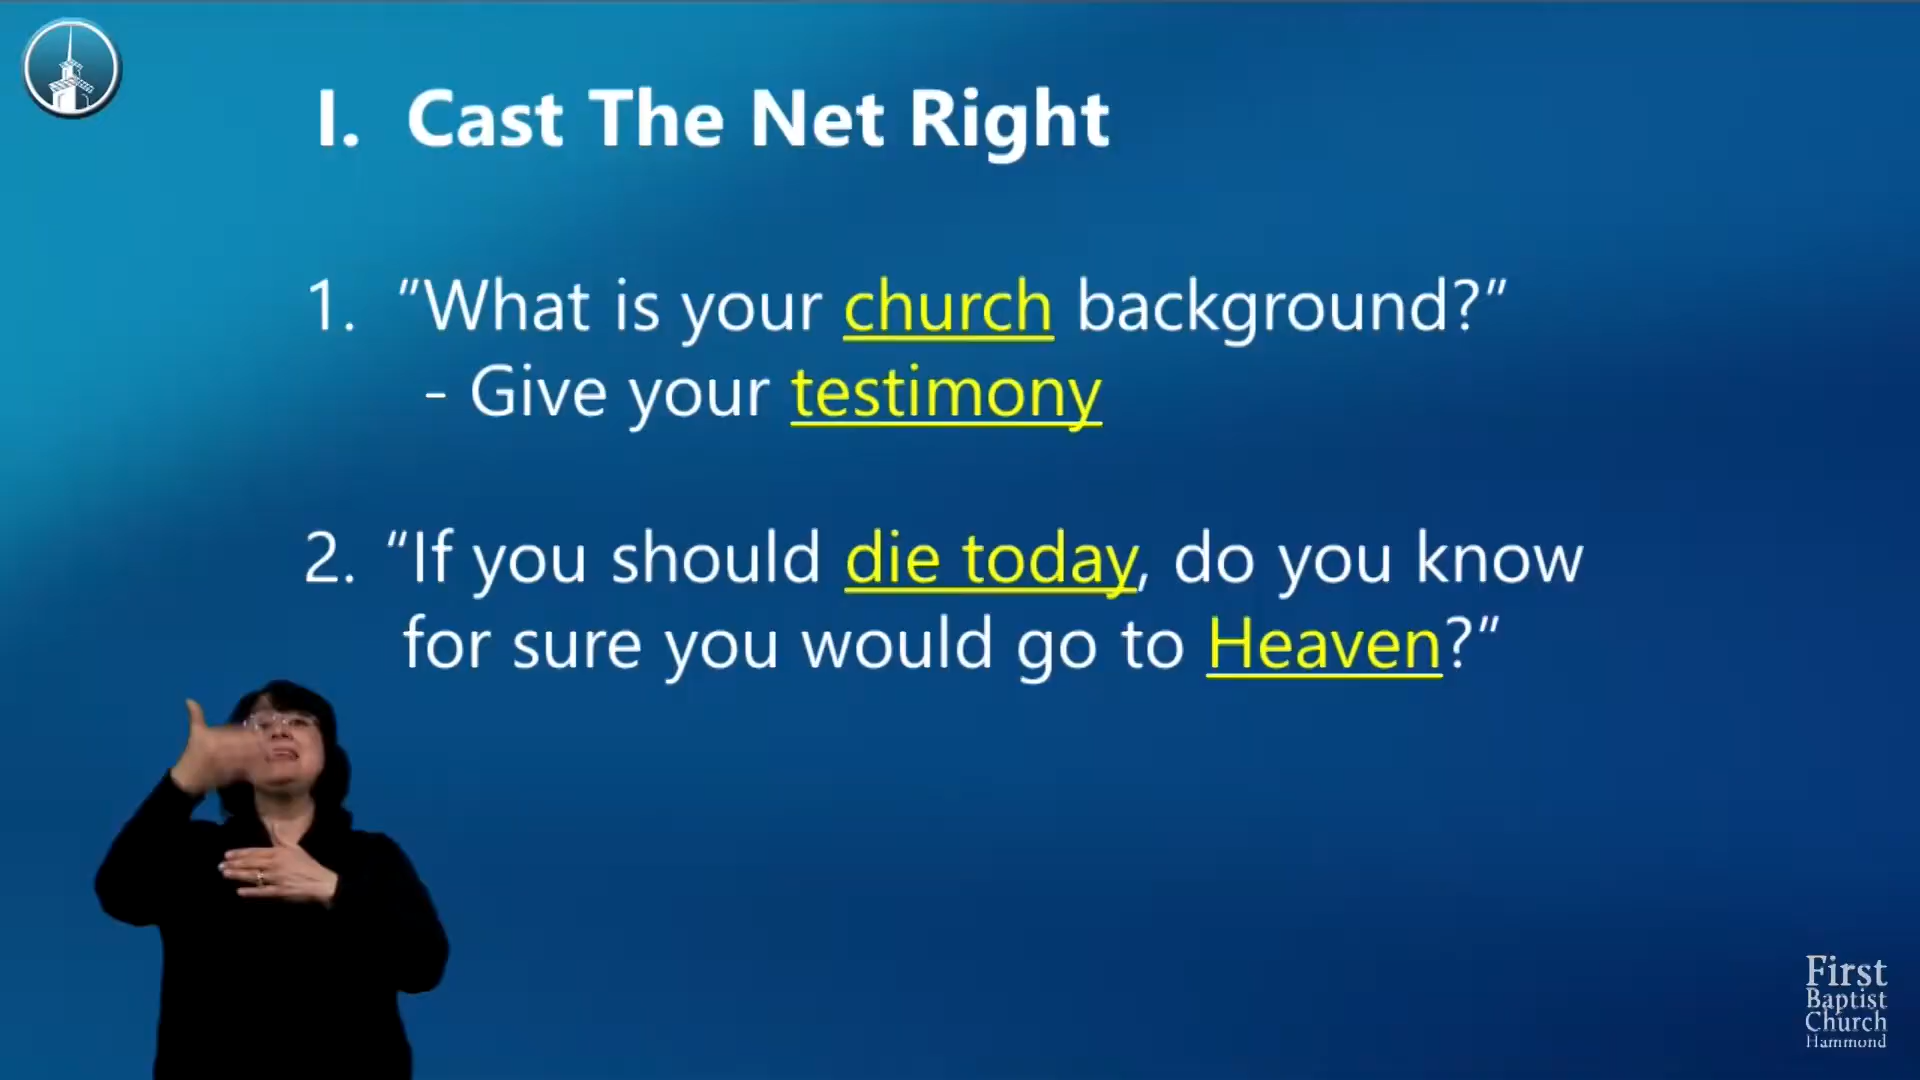 I. Cast The Net Right
1. "What is your church background?"
- Give your testimony
2. "If you should die today, do you know
for sure you would go to Heaven?"
First
Baptist
Church
Hammond